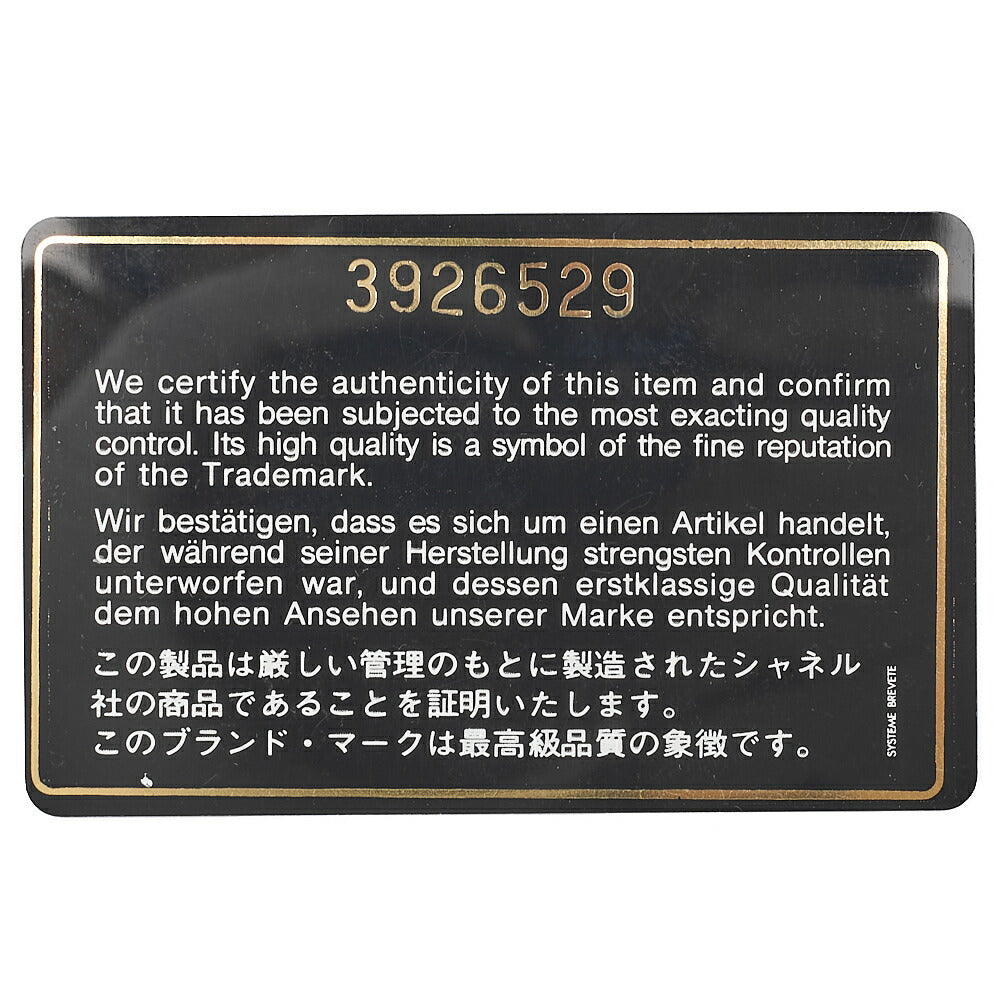 3926529
We certify the authenticity of this item and confirm
that it has been subjected to the most exacting quality
control. Its high quality is a symbol of the fine reputation
of the Trademark.
Wir bestätigen, dass es sich um einen Artikel handelt,
der während seiner Herstellung strengsten Kontrollen
unterworfen war, und dessen erstklassige Qualität
dem hohen Ansehen unserer Marke entspricht.
この製品は厳しい管理のもとに製造されたシャネル
社の商品であることを証明いたします。
このブランド・マークは最高級品質の象徴です。
SYSTEME BREVETE